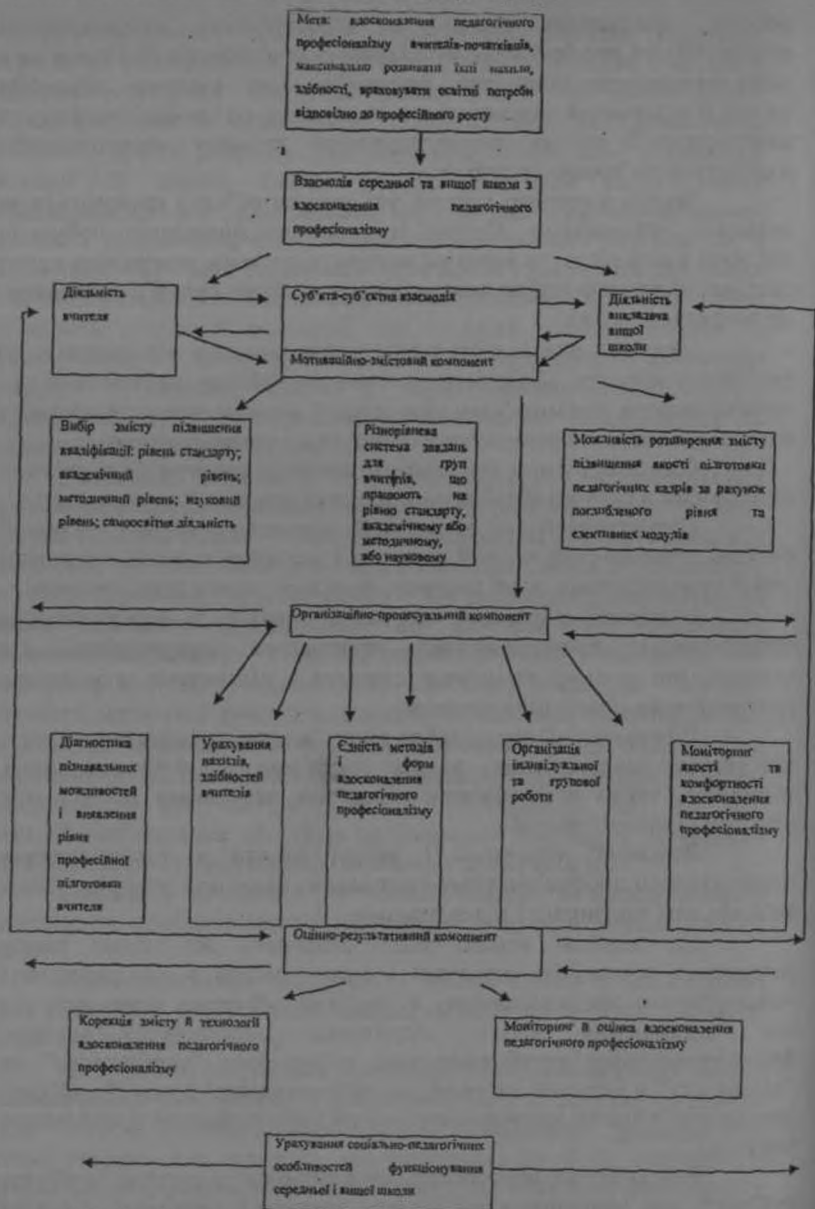 Мета: вдосконалення педагогічного
професіоналізму вчителів-початківців,
максимально розвивати їхні нахили,
здібності, враховувати освітні потреби
відповідно до професійного росту
Взаємодія середньої та вищої школи з
вдосконалення педагогічного
професіоналізму
Діяльність
вчителя
Суб'єкта-суб'єктна взаємодія
Діяльність
викладача
вищої
школи
Мотиваційно-змістовий компонент
Вибір змісту підвищення
кваліфікації: рівень стандарту;
академічний рівень;
методичний рівень; науковий
рівень; самоосвітня діяльність
Різнорівнева
система завдань
для груп
вчителів, що
працюють на
рівню стандарту,
академічному або
методичному,
або науковому
Можливість розширення змісту
підвищення якості підготовки
педагогічних кадрів за рахунок
поглибленого рівня та
елективних модулів
Організаційно-процесуальний компонент
Діагностика
пізнавальних
можливостей
і виявлення
рівня
професійної
підготовки
вчителя
Урахування
нахилів,
здібностей
вчителів
Єдність методів
і форм
вдосконалення
педагогічного
професіоналізму
Організація
індивідуальної
та групової
роботи
Моніторинг
якості та
комфортності
вдосконалення
педагогічного
професіоналізму
Оцінно-результативний компонент
Корекція змісту й технології
вдосконалення педагогічного
професіоналізму
Моніторинг й оцінка вдосконалення
педагогічного професіоналізму
Урахування соціально-педагогічних
особливостей функціонування
середньої і вищої школи